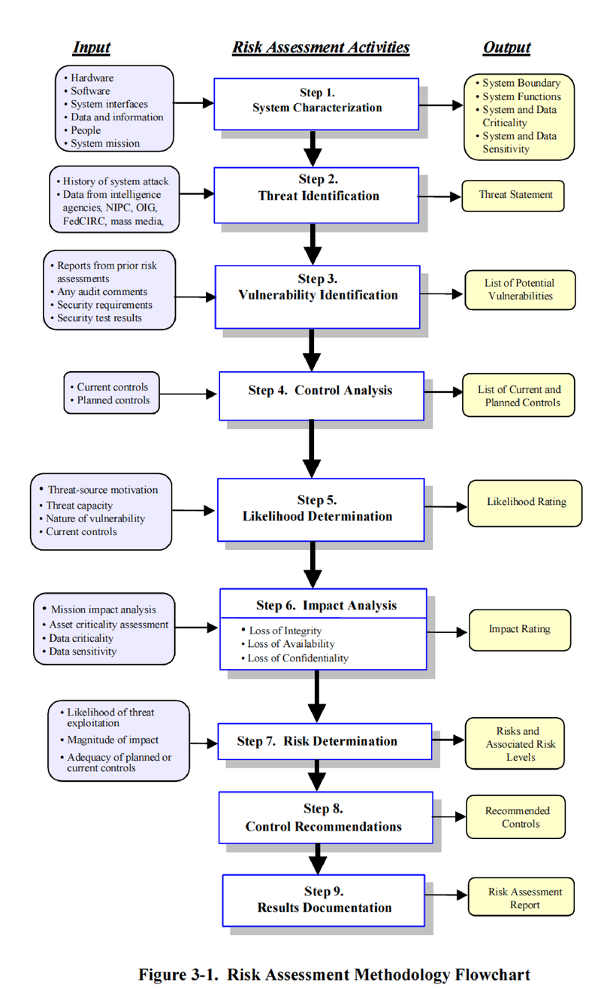 Input
Risk Assessment Activities
Output
• Hardware
• Software
• System interfaces
• Data and information
• People
• System mission
Step 1.
System Characterization
• System Boundary
• System Functions
• System and Data
Criticality
• System and Data
Sensitivity
• History of system attack
• Data from intelligence
agencies, NIPC, OIG,
FedCIRC, mass media,
Step 2.
Threat Identification
Threat Statement
• Reports from prior risk
assessments
• Any audit comments
• Security requirements
• Security test results
Step 3.
Vulnerability Identification
List of Potential
Vulnerabilities
• Current controls
• Planned controls
Step 4. Control Analysis
List of Current and
Planned Controls
• Threat-source motivation
• Threat capacity
• Nature of vulnerability
• Current controls
Step 5.
Likelihood Determination
Likelihood Rating
• Mission impact analysis
• Asset criticality assessment
• Data criticality
• Data sensitivity
Step 6. Impact Analysis
• Loss of Integrity
• Loss of Availability
• Loss of Confidentiality
Impact Rating
• Likelihood of threat
exploitation
• Magnitude of impact
• Adequacy of planned or
current controls
Step 7. Risk Determination
Risks and
Associated Risk
Levels
Step 8.
Control Recommendations
Recommended
Controls
Step 9.
Results Documentation
Risk Assessment
Report
Figure 3-1. Risk Assessment Methodology Flowchart